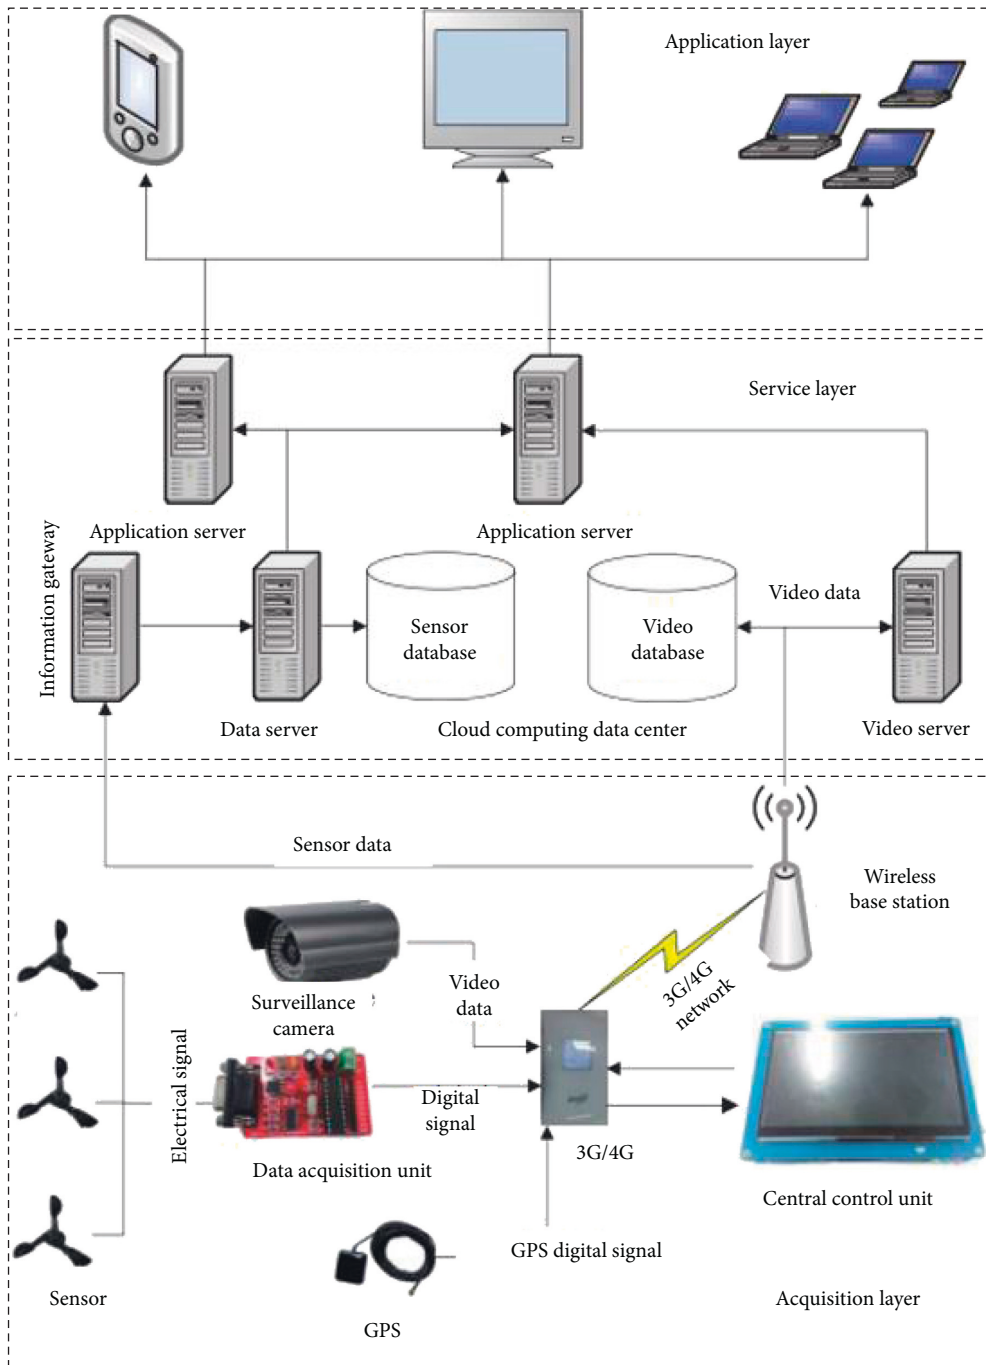 Application layer
Service layer
Application server
Application server
Information gateway
Sensor
database
Video
database
Video data
Data server
Cloud computing data center
Video server
Sensor data
Wireless
base station
3G/4G
network
Surveillance
camera
Video
data
Electrical signal
Digital
signal
Data acquisition unit
3G/4G
Central control unit
GPS digital signal
Sensor
GPS
Acquisition layer